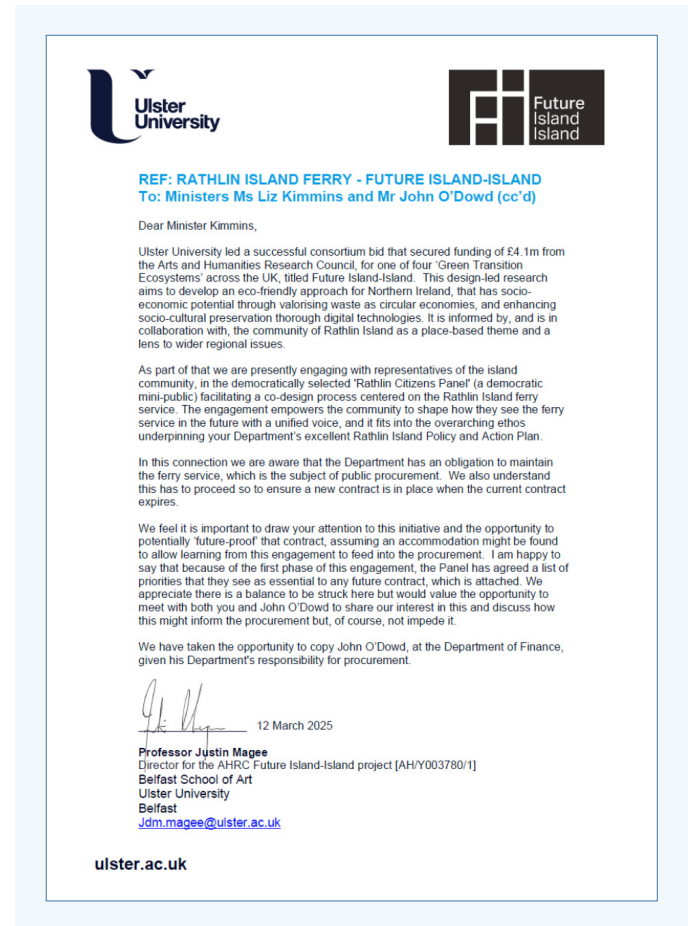 Ulster
University
Future
Island
Island
REF: RATHLIN ISLAND FERRY - FUTURE ISLAND-ISLAND
To: Ministers Ms Liz Kimmins and Mr John O'Dowd (cc'd)
Dear Minister Kimmins,
Ulster University led a successful consortium bid that secured funding of £4.1m from
the Arts and Humanities Research Council, for one of four 'Green Transition
Ecosystems' across the UK, titled Future Island-Island. This design-led research
aims to develop an eco-friendly approach for Northern Ireland, that has socio-
economic potential through valorising waste as circular economies, and enhancing
socio-cultural preservation thorough digital technologies. It is informed by, and is in
collaboration with, the community of Rathlin Island as a place-based theme and a
lens to wider regional issues.
As part of that we are presently engaging with representatives of the island
community, in the democratically selected 'Rathlin Citizens Panel' (a democratic
mini-public) facilitating a co-design process centered on the Rathlin Island ferry
service. The engagement empowers the community to shape how they see the ferry
service in the future with a unified voice, and it fits into the overarching ethos
underpinning your Department's excellent Rathlin Island Policy and Action Plan.
In this connection we are aware that the Department has an obligation to maintain
the ferry service, which is the subject of public procurement. We also understand
this has to proceed so to ensure a new contract is in place when the current contract
expires.
We feel it is important to draw your attention to this initiative and the opportunity to
potentially 'future-proof' that contract, assuming an accommodation might be found
to allow learning from this engagement to feed into the procurement. I am happy to
say that because of the first phase of this engagement, the Panel has agreed a list of
priorities that they see as essential to any future contract, which is attached. We
appreciate there is a balance to be struck here but would value the opportunity to
meet with both you and John O'Dowd to share our interest in this and discuss how
this might inform the procurement but, of course, not impede it.
We have taken the opportunity to copy John O'Dowd, at the Department of Finance,
given his Department's responsibility for procurement.
12 March 2025
Professor Justin Magee
Director for the AHRC Future Island-Island project [AH/Y003780/1]
Belfast School of Art
Ulster University
Belfast
Jdm.magee@ulster.ac.uk
ulster.ac.uk